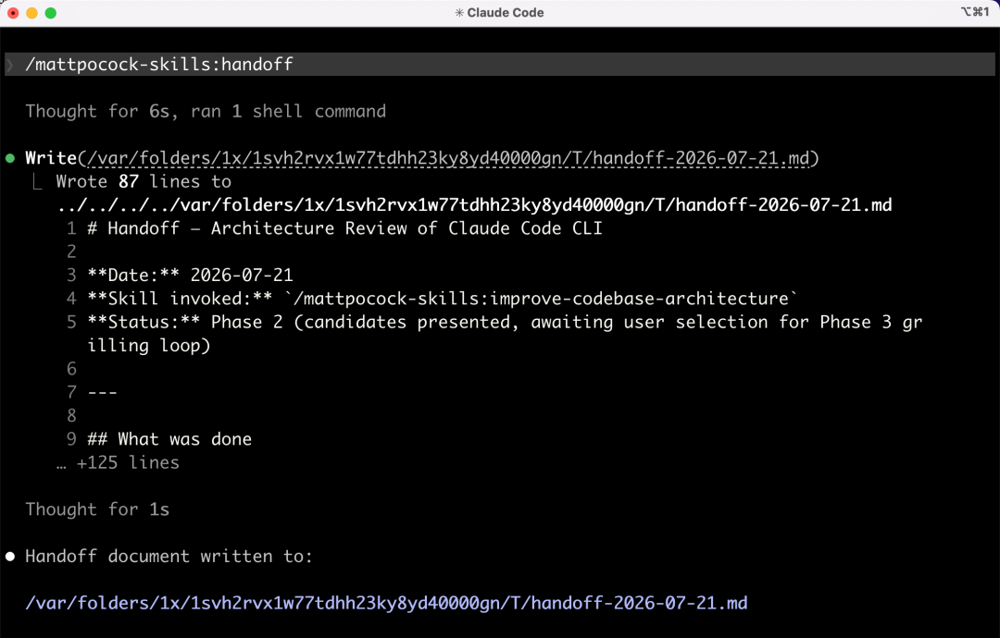 ✳ Claude Code
⌥⌘1
❯ /mattpocock-skills:handoff
Thought for 6s, ran 1 shell command
● Write(/var/folders/1x/1svh2rvx1w77tdhh23ky8yd40000gn/T/handoff-2026-07-21.md)
⎿ Wrote 87 lines to
../../../../var/folders/1x/1svh2rvx1w77tdhh23ky8yd40000gn/T/handoff-2026-07-21.md
1 # Handoff — Architecture Review of Claude Code CLI
2
3 **Date:** 2026-07-21
4 **Skill invoked:** `/mattpocock-skills:improve-codebase-architecture`
5 **Status:** Phase 2 (candidates presented, awaiting user selection for Phase 3 gr
illing loop)
6
7 ---
8
9 ## What was done
… +125 lines
Thought for 1s
● Handoff document written to:
/var/folders/1x/1svh2rvx1w77tdhh23ky8yd40000gn/T/handoff-2026-07-21.md